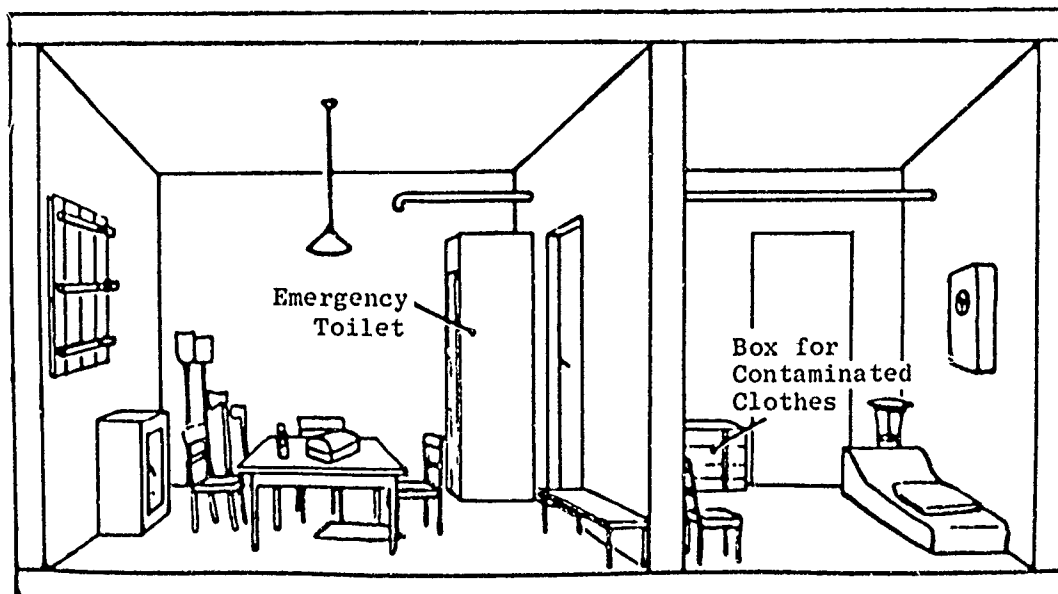 Emergency
Toilet
Box for
Contaminated
Clothes